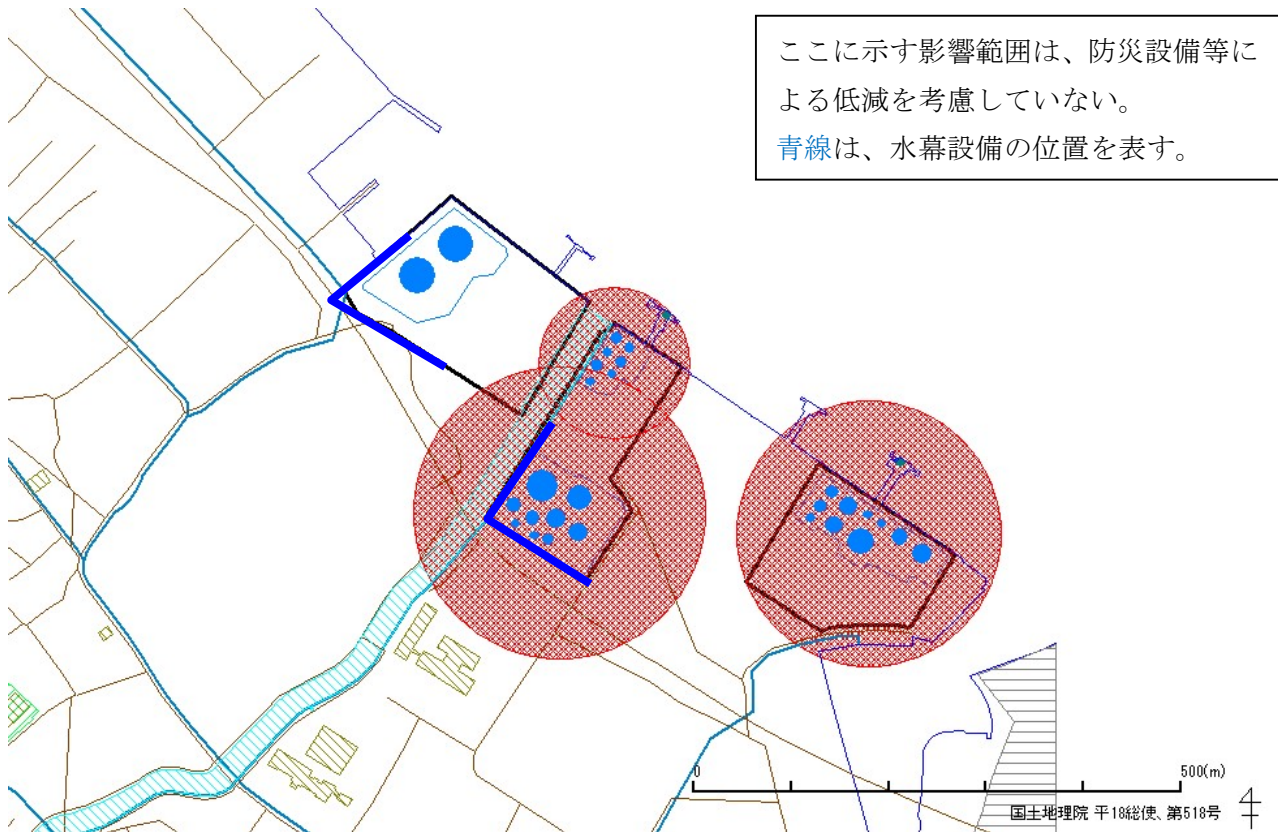 ここに示す影響範囲は、防災設備等に
よる低減を考慮していない。
青線は、水幕設備の位置を表す。
0
500(m)
国土地理院 平18総使、第518号